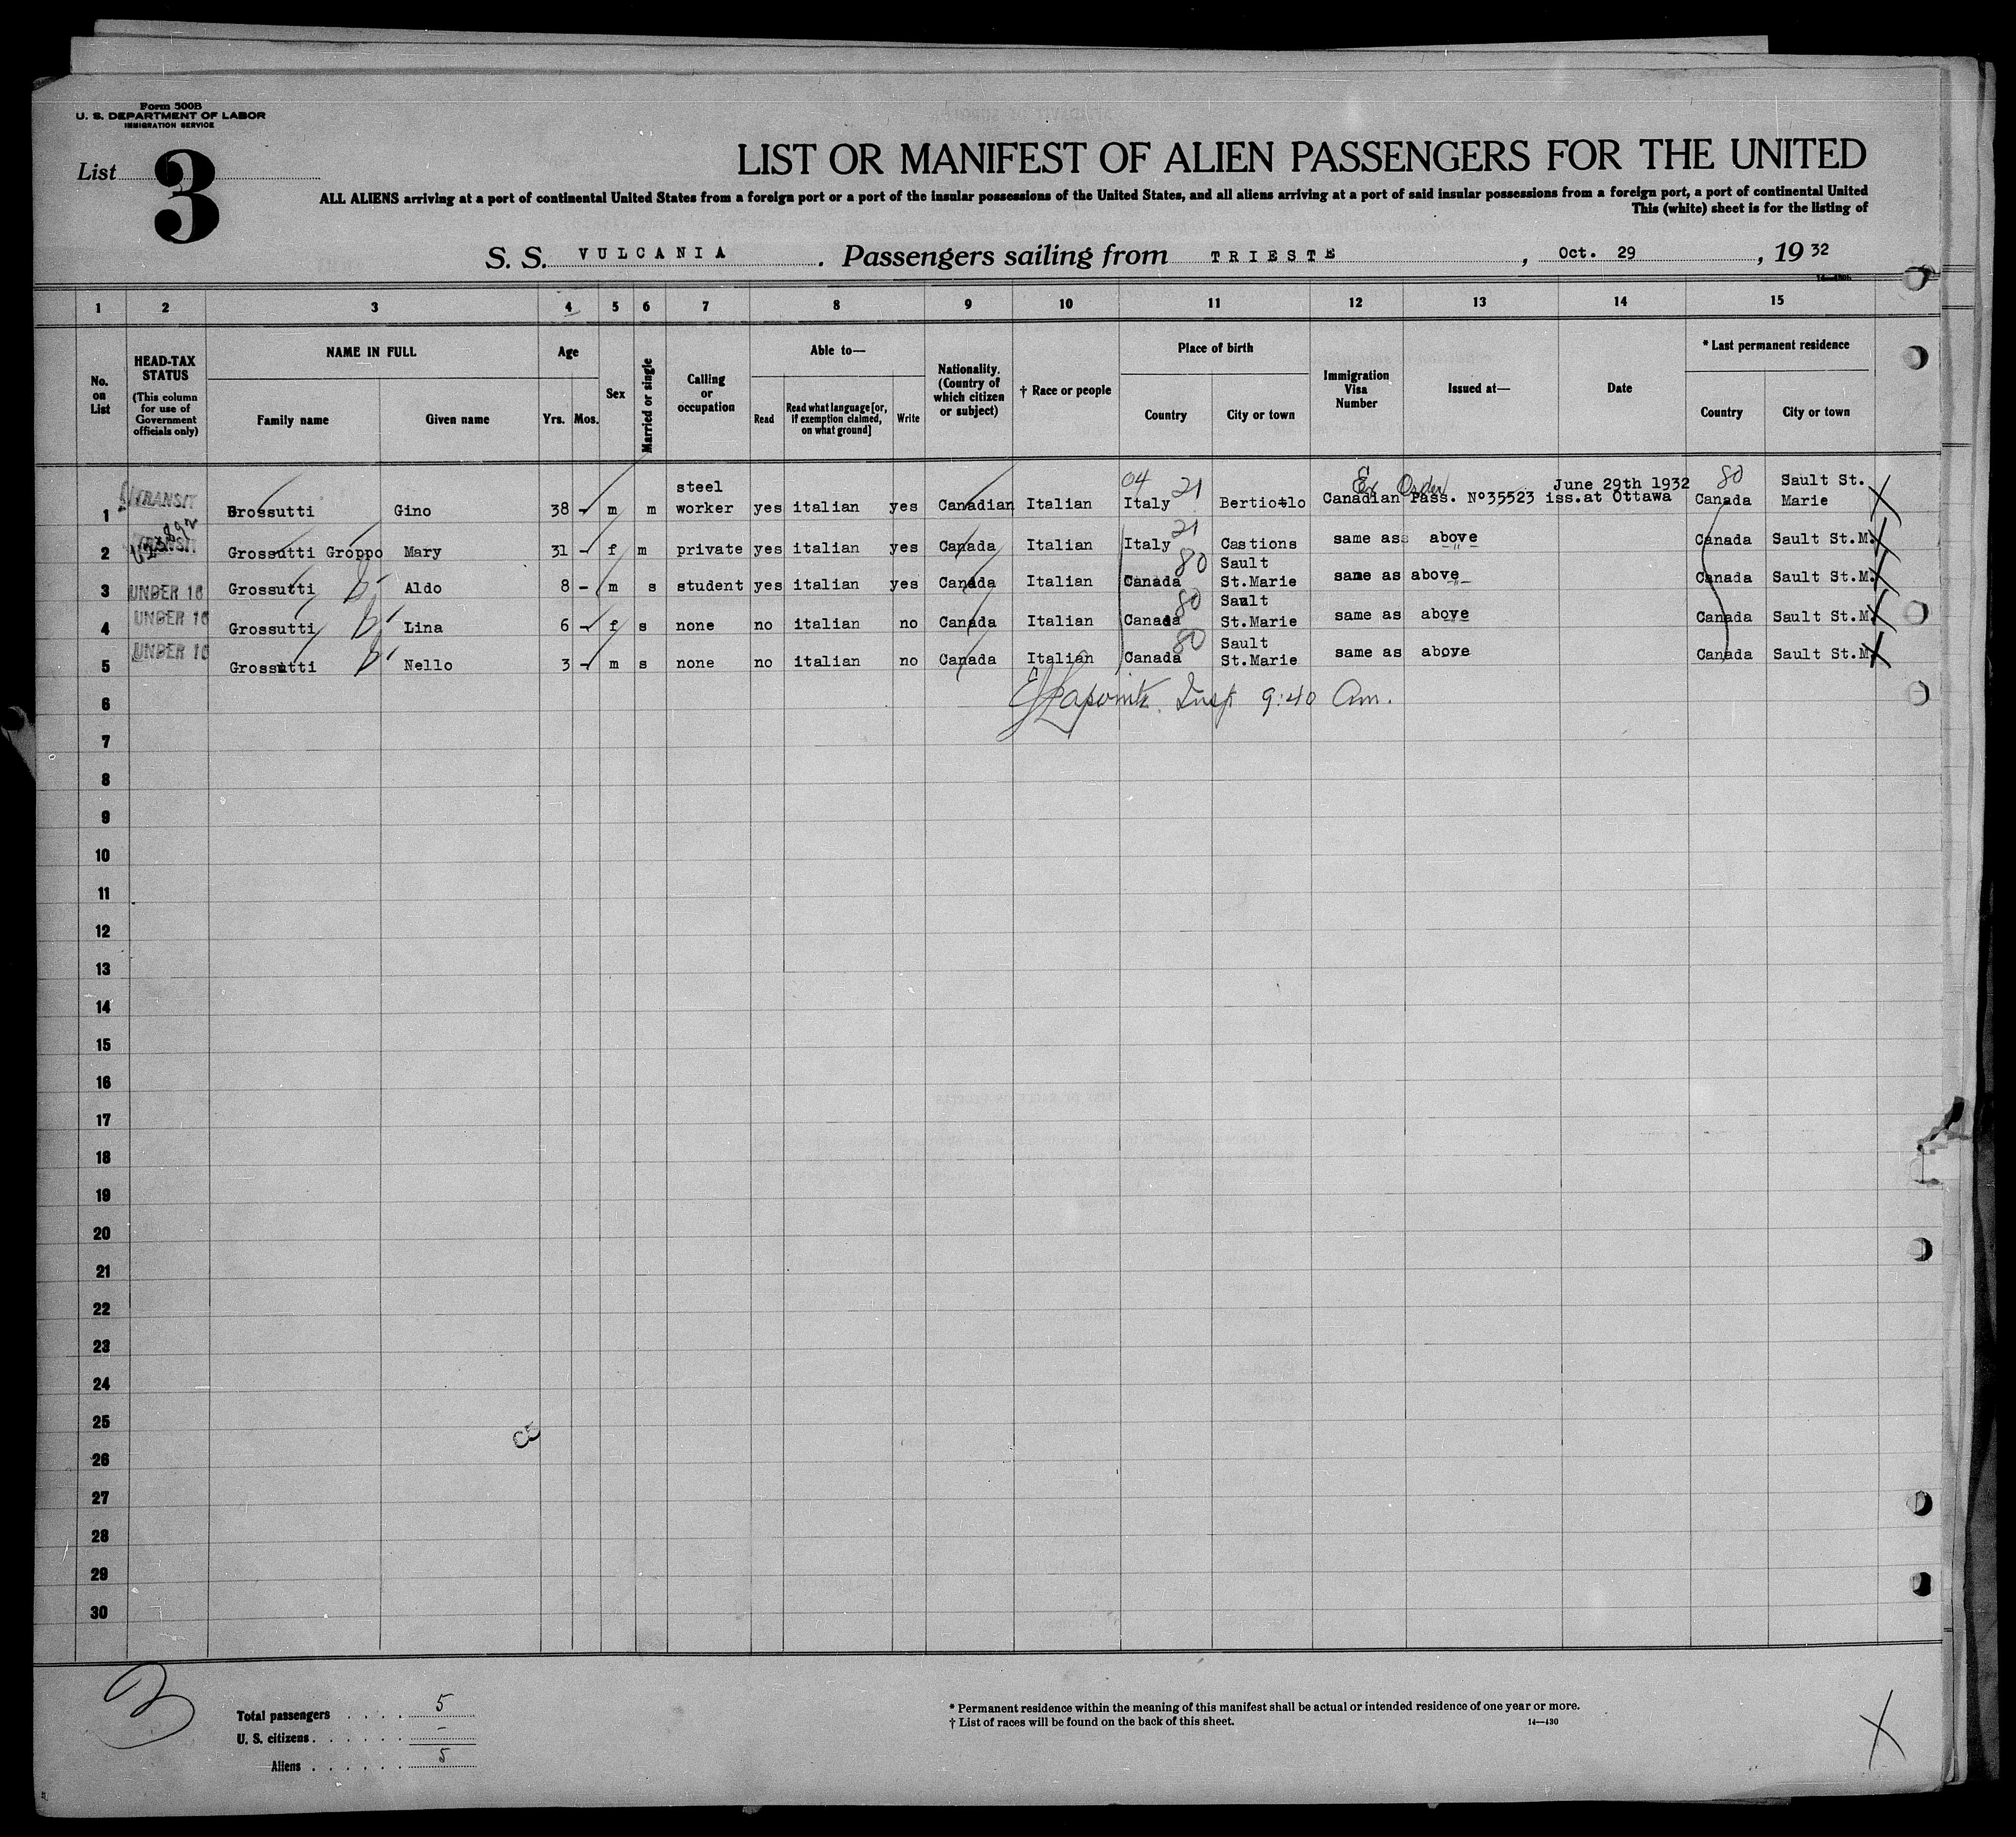 Form 500B
U. S. DEPARTMENT OF LABOR
IMMIGRATION SERVICE
List 3
LIST OR MANIFEST OF ALIEN PASSENGERS FOR THE UNITED
ALL ALIENS arriving at a port of continental United States from a foreign port or a port of the insular possessions of the United States, and all aliens arriving at a port of said insular possessions from a foreign port, a port of continental United
This (white) sheet is for the listing of
S. S. VULCANIA . Passengers sailing from TRIESTE , Oct. 29 , 19 32
1 2 3 4 5 6 7 8 9 10 11 12 13 14 15
No. on List
HEAD-TAX STATUS (This column for use of Government officials only)
NAME IN FULL
Family name Given name
Age
Yrs. Mos.
Sex
Married or single
Calling or occupation
Able to—
Read Read what language [or, if exemption claimed, on what ground] Write
Nationality. (Country of which citizen or subject)
† Race or people
Place of birth
Country City or town
Immigration Visa Number
Issued at—
Date
* Last permanent residence
Country City or town
1 TRANSIT Brossutti Gino 38 - m m steel worker yes italian yes Canadian Italian 04 Italy 21 Bertiolo Ex Order Canadian Pass. Nº35523 iss.at Ottawa June 29th 1932 80 Canada Sault St. Marie X
2 TRANSIT Grossutti Groppo Mary 31 - f m private yes italian yes Canada Italian Italy 21 Castions same as above Canada Sault St.M. X
3 UNDER 16 Grossutti Aldo 8 - m s student yes italian yes Canada Italian Canada 80 Sault St.Marie same as above Canada Sault St.M. X
4 UNDER 16 Grossutti Lina 6 - f s none no italian no Canada Italian Canada 80 Sault St.Marie same as above Canada Sault St.M. X
5 UNDER 16 Grossutti Nello 3 - m s none no italian no Canada Italian Canada 80 Sault St.Marie same as above Canada Sault St.M. X
6 Insp 9:40 Am.
7
8
9
10
11
12
13
14
15
16
17
18
19
20
21
22
23
24
25
26
27
28
29
30
Total passengers . . . . 5
U. S. citizens . . . . . . –
Aliens . . . . . . 5
* Permanent residence within the meaning of this manifest shall be actual or intended residence of one year or more.
† List of races will be found on the back of this sheet. 14—430
X